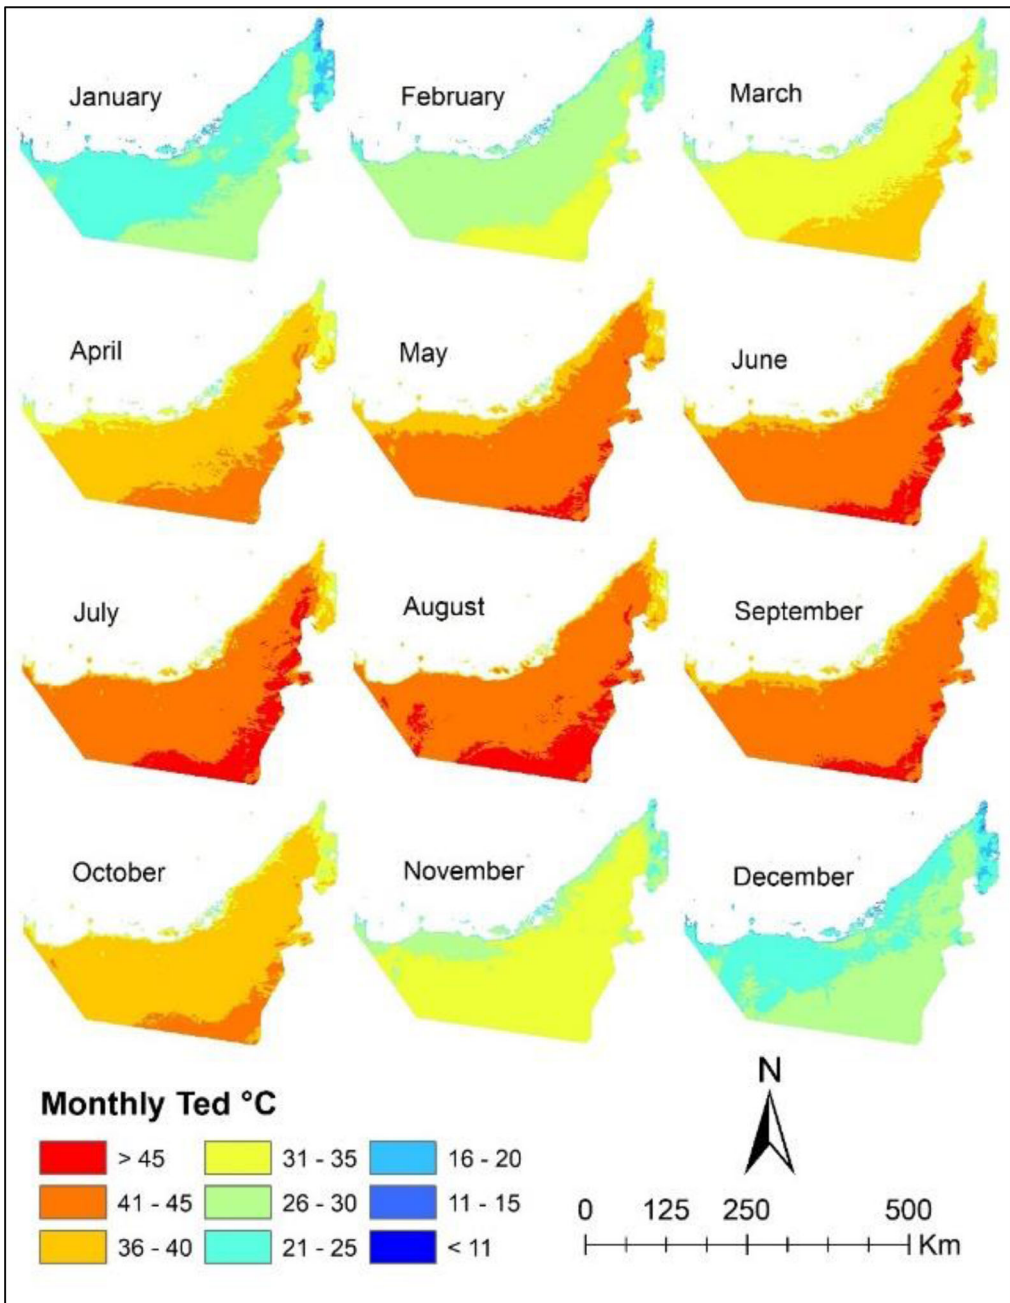 January
February
March
April
May
June
July
August
September
October
November
December
Monthly Ted °C
> 45
31 - 35
16 - 20
41 - 45
26 - 30
11 - 15
36 - 40
21 - 25
< 11
N
0 125 250 500
Km